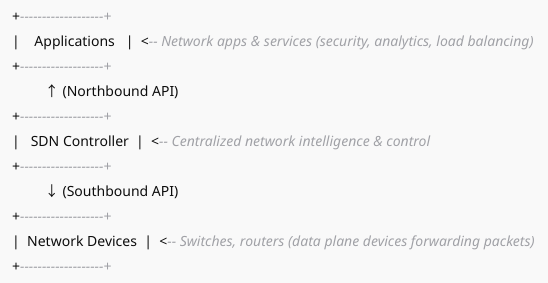 +-------------------+
|    Applications   |  <-- Network apps & services (security, analytics, load balancing)
+-------------------+
↑ (Northbound API)
+-------------------+
|   SDN Controller  |  <-- Centralized network intelligence & control
+-------------------+
↓ (Southbound API)
+-------------------+
|  Network Devices  |  <-- Switches, routers (data plane devices forwarding packets)
+-------------------+